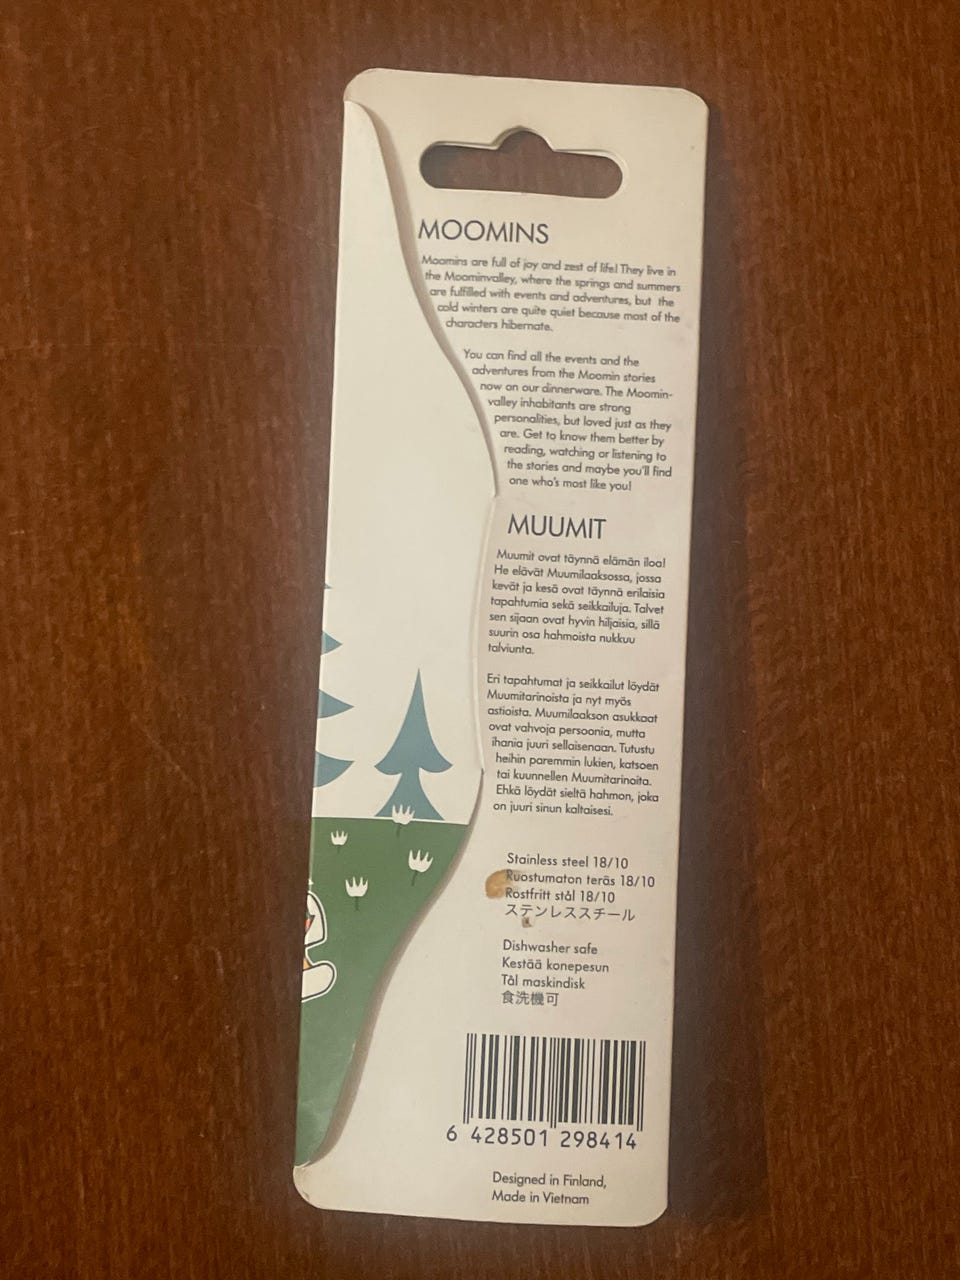 MOOMINS
Moomins are full of joy and zest of life! They live in
the Moominvalley, where the springs and summers
are fulfilled with events and adventures, but the
cold winters are quite quiet because most of the
characters hibernate.
You can find all the events and the
adventures from the Moomin stories
now on our dinnerware. The Moomin-
valley inhabitants are strong
personalities, but loved just as they
are. Get to know them better by
reading, watching or listening to
the stories and maybe you'll find
one who's most like you!
MUUMIT
Muumit ovat täynnä elämän iloa!
He elävät Muumilaaksossa, jossa
kevät ja kesä ovat täynnä erilaisia
tapahtumia sekä seikkailuja. Talvet
sen sijaan ovat hyvin hiljaisia, sillä
suurin osa hahmoista nukkuu
talviunta.
Eri tapahtumat ja seikkailut löydät
Muumitarinoista ja nyt myös
astioista. Muumilaakson asukkaat
ovat vahvoja persoonia, mutta
ihania juuri sellaisenaan. Tutustu
heihin paremmin lukien, katsoen
tai kuunnellen Muumitarinoita.
Ehkä löydät sieltä hahmon, joka
on juuri sinun kaltaisesi.
Stainless steel 18/10
Ruostumaton teräs 18/10
Rostfritt stål 18/10
ステンレススチール
Dishwasher safe
Kestää konepesun
Tål maskindisk
食洗機可
6 428501 298414
Designed in Finland,
Made in Vietnam